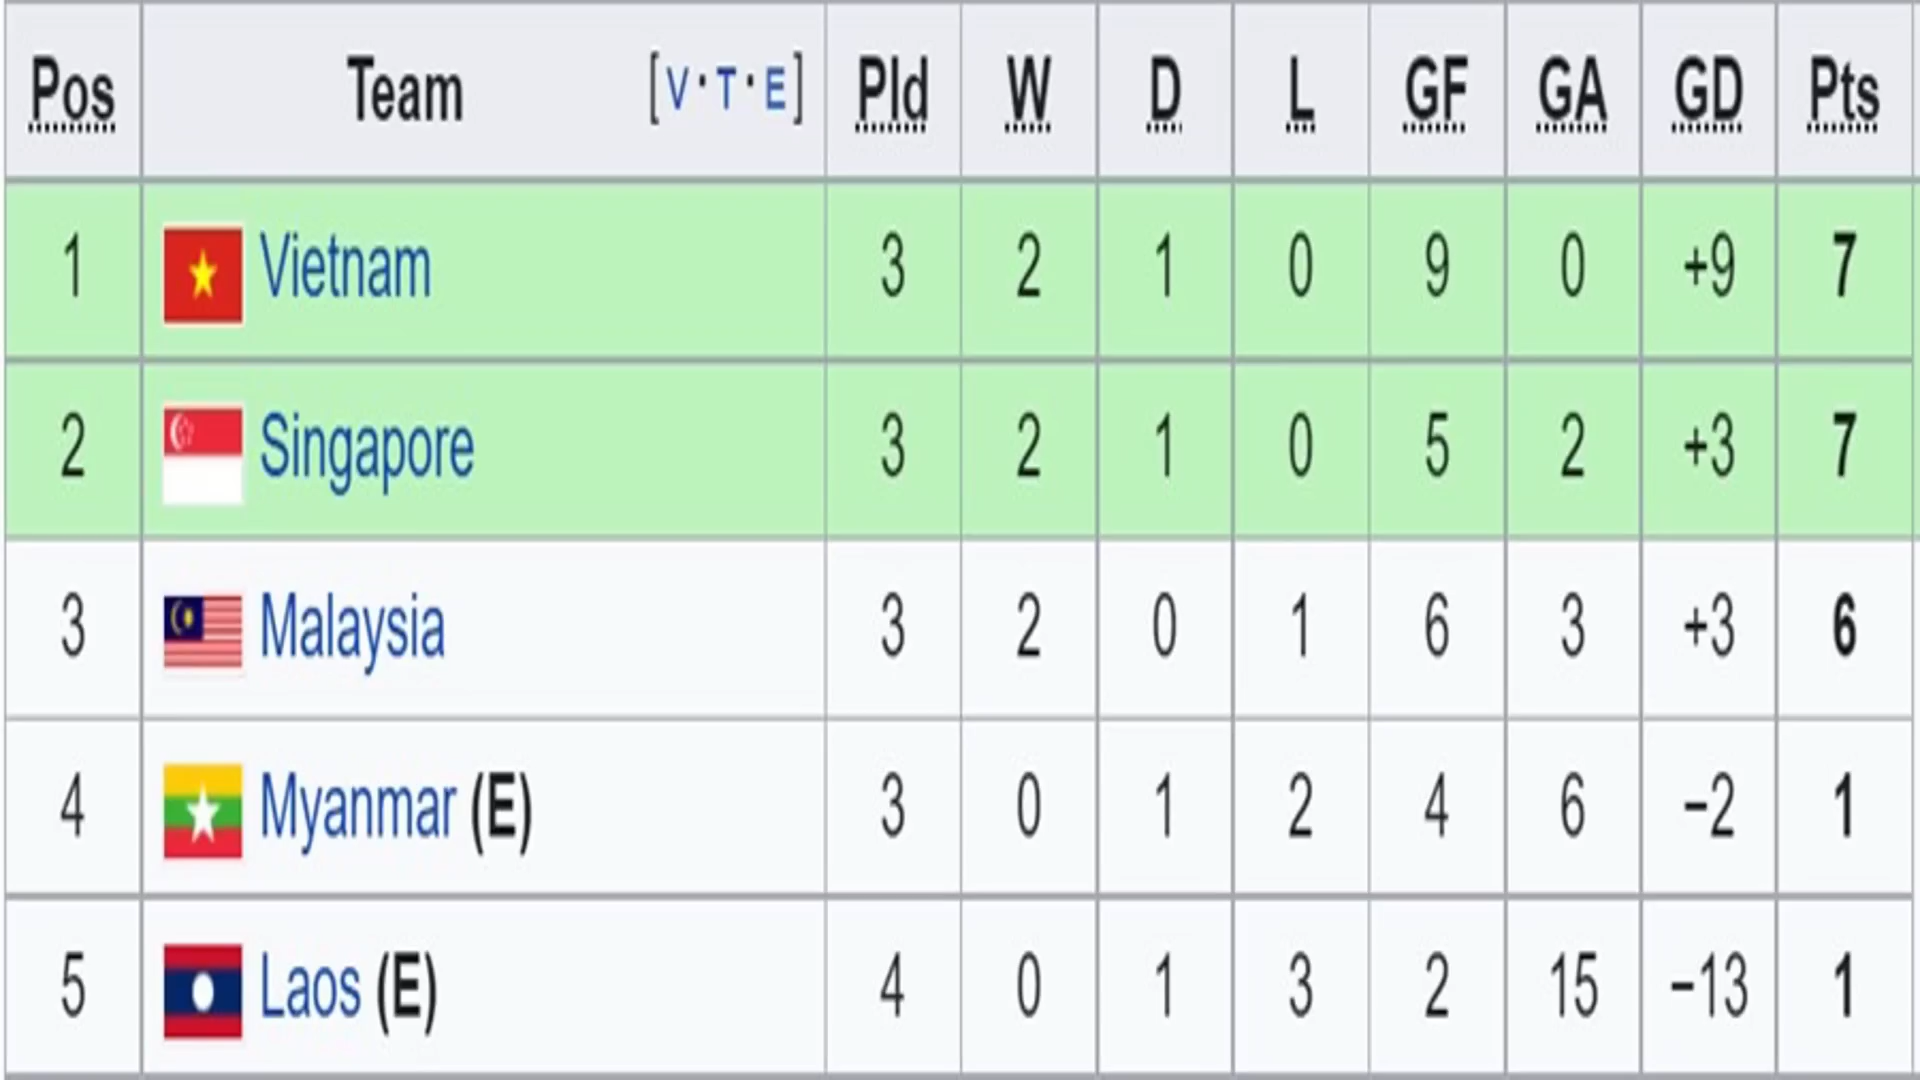 Pos Team [V·T·E] Pld W D L GF GA GD Pts
1 Vietnam 3 2 1 0 9 0 +9 7
2 Singapore 3 2 1 0 5 2 +3 7
3 Malaysia 3 2 0 1 6 3 +3 6
4 Myanmar (E) 3 0 1 2 4 6 −2 1
5 Laos (E) 4 0 1 3 2 15 −13 1